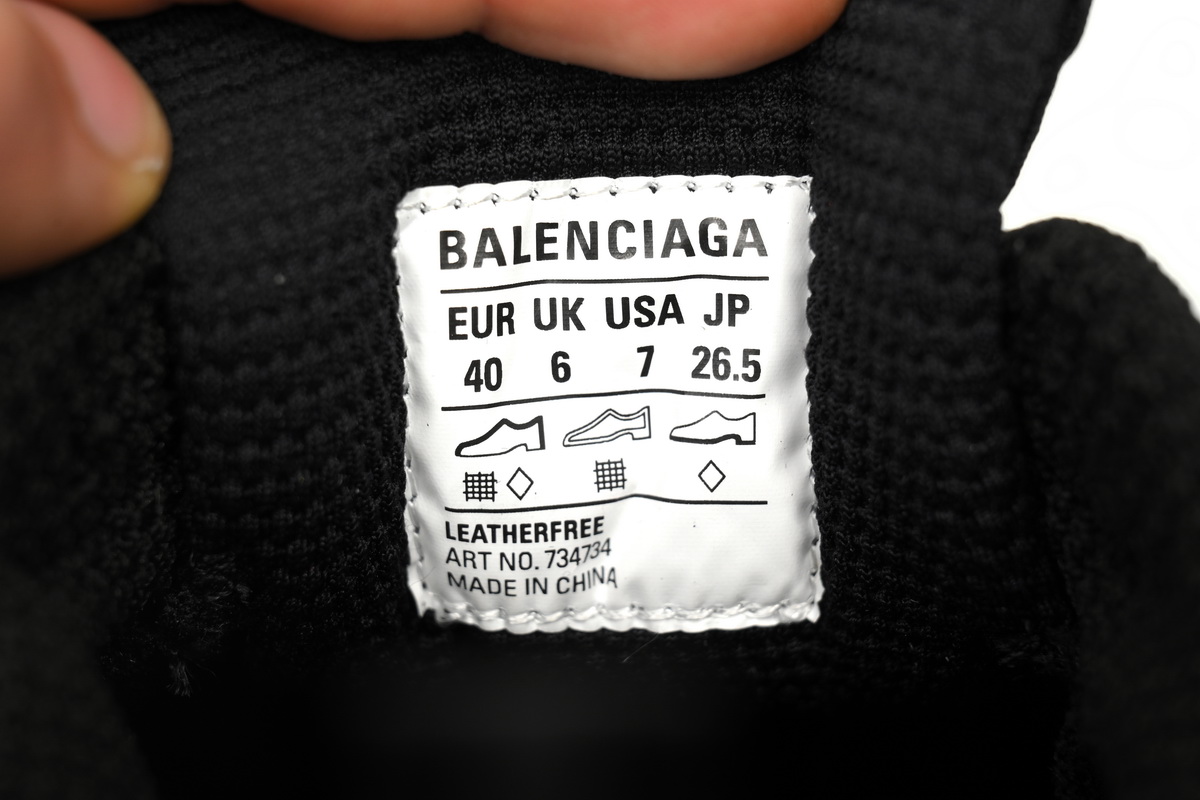 BALENCIAGA
EUR UK USA JP
40 6 7 26.5
LEATHERFREE
ART NO. 734734
MADE IN CHINA